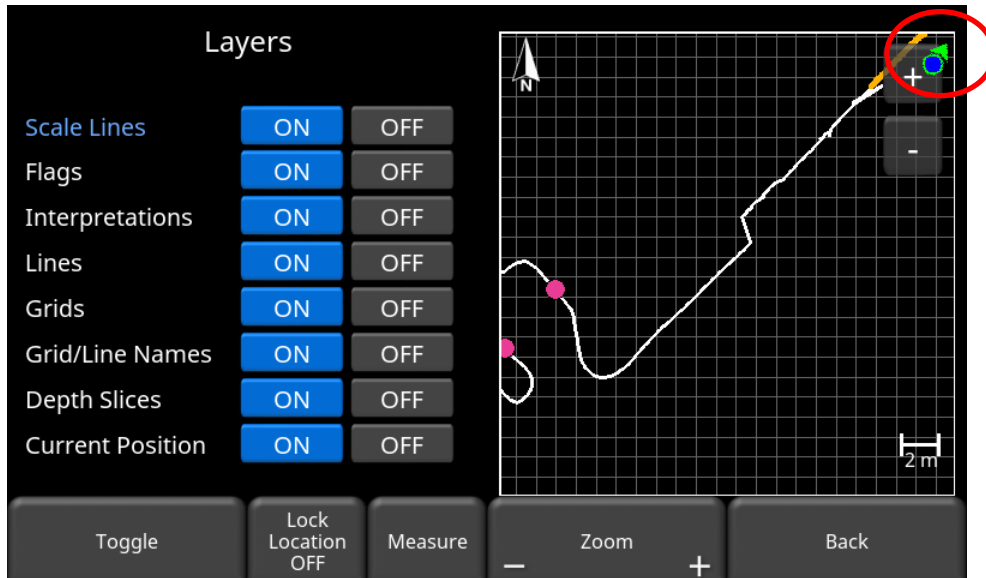 Layers
Scale Lines ON OFF
Flags ON OFF
Interpretations ON OFF
Lines ON OFF
Grids ON OFF
Grid/Line Names ON OFF
Depth Slices ON OFF
Current Position ON OFF
N
+
-
2 m
Toggle
Lock
Location
OFF
Measure
Zoom
− +
Back